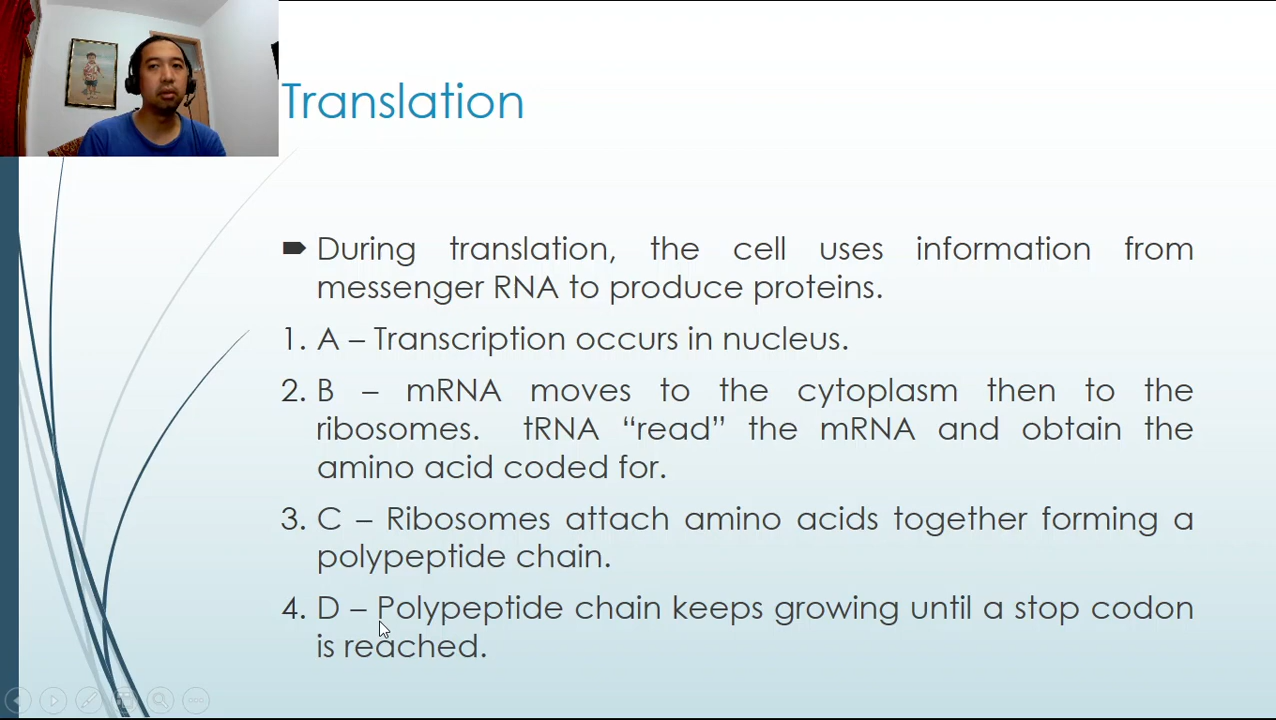 Translation
During translation, the cell uses information from
messenger RNA to produce proteins.
1. A – Transcription occurs in nucleus.
2. B – mRNA moves to the cytoplasm then to the
ribosomes. tRNA “read” the mRNA and obtain the
amino acid coded for.
3. C – Ribosomes attach amino acids together forming a
polypeptide chain.
4. D – Polypeptide chain keeps growing until a stop codon
is reached.